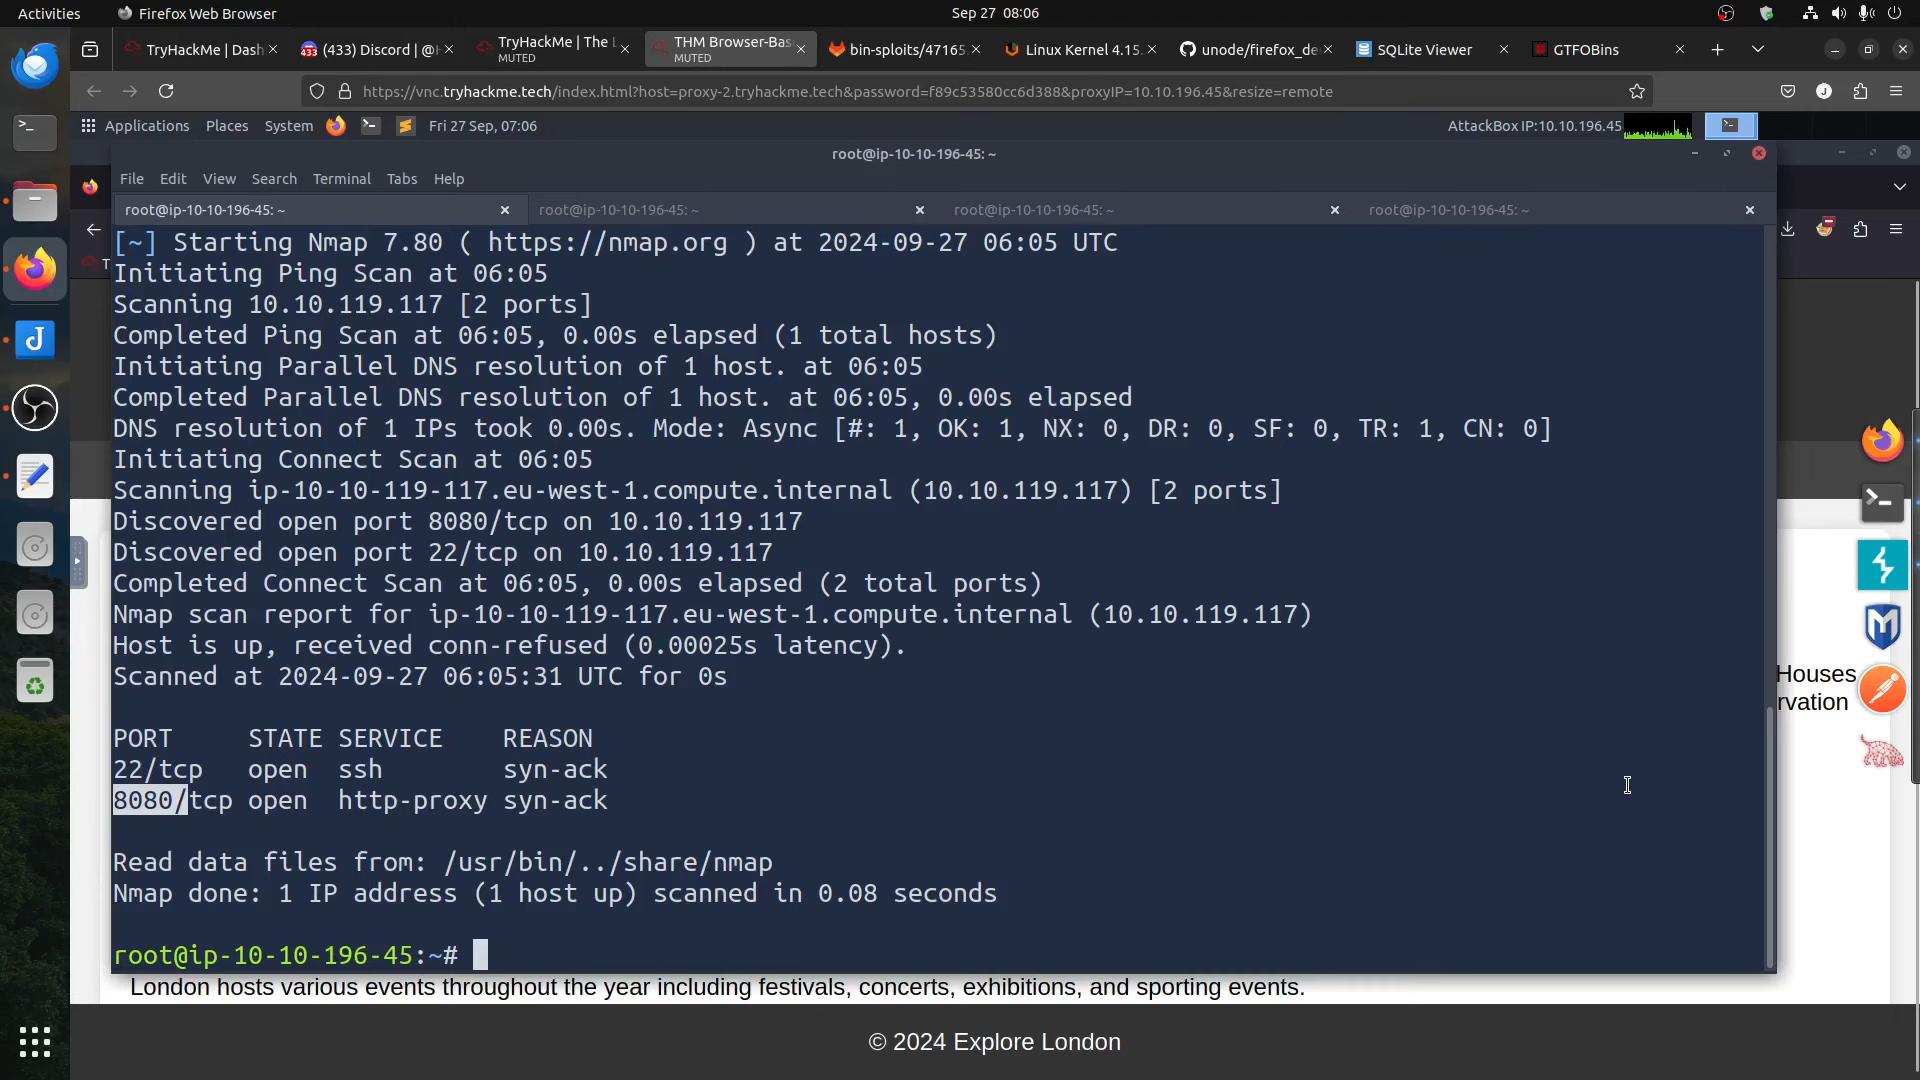 Activities
Firefox Web Browser
Sep 27 08:06
TryHackMe | Dash
(433) Discord | @H
TryHackMe | The L
MUTED
THM Browser-Bas
MUTED
bin-sploits/47165.
Linux Kernel 4.15.
unode/firefox_de
SQLite Viewer
GTFOBins
https://vnc.tryhackme.tech/index.html?host=proxy-2.tryhackme.tech&password=f89c53580cc6d388&proxyIP=10.10.196.45&resize=remote
Applications
Places
System
Fri 27 Sep, 07:06
AttackBox IP:10.10.196.45
root@ip-10-10-196-45: ~
File Edit View Search Terminal Tabs Help
root@ip-10-10-196-45: ~
root@ip-10-10-196-45: ~
root@ip-10-10-196-45: ~
root@ip-10-10-196-45: ~
[~] Starting Nmap 7.80 ( https://nmap.org ) at 2024-09-27 06:05 UTC
Initiating Ping Scan at 06:05
Scanning 10.10.119.117 [2 ports]
Completed Ping Scan at 06:05, 0.00s elapsed (1 total hosts)
Initiating Parallel DNS resolution of 1 host. at 06:05
Completed Parallel DNS resolution of 1 host. at 06:05, 0.00s elapsed
DNS resolution of 1 IPs took 0.00s. Mode: Async [#: 1, OK: 1, NX: 0, DR: 0, SF: 0, TR: 1, CN: 0]
Initiating Connect Scan at 06:05
Scanning ip-10-10-119-117.eu-west-1.compute.internal (10.10.119.117) [2 ports]
Discovered open port 8080/tcp on 10.10.119.117
Discovered open port 22/tcp on 10.10.119.117
Completed Connect Scan at 06:05, 0.00s elapsed (2 total ports)
Nmap scan report for ip-10-10-119-117.eu-west-1.compute.internal (10.10.119.117)
Host is up, received conn-refused (0.00025s latency).
Scanned at 2024-09-27 06:05:31 UTC for 0s
PORT STATE SERVICE REASON
22/tcp open ssh syn-ack
8080/tcp open http-proxy syn-ack
Read data files from: /usr/bin/../share/nmap
Nmap done: 1 IP address (1 host up) scanned in 0.08 seconds
root@ip-10-10-196-45:~#
Houses
rvation
London hosts various events throughout the year including festivals, concerts, exhibitions, and sporting events.
© 2024 Explore London